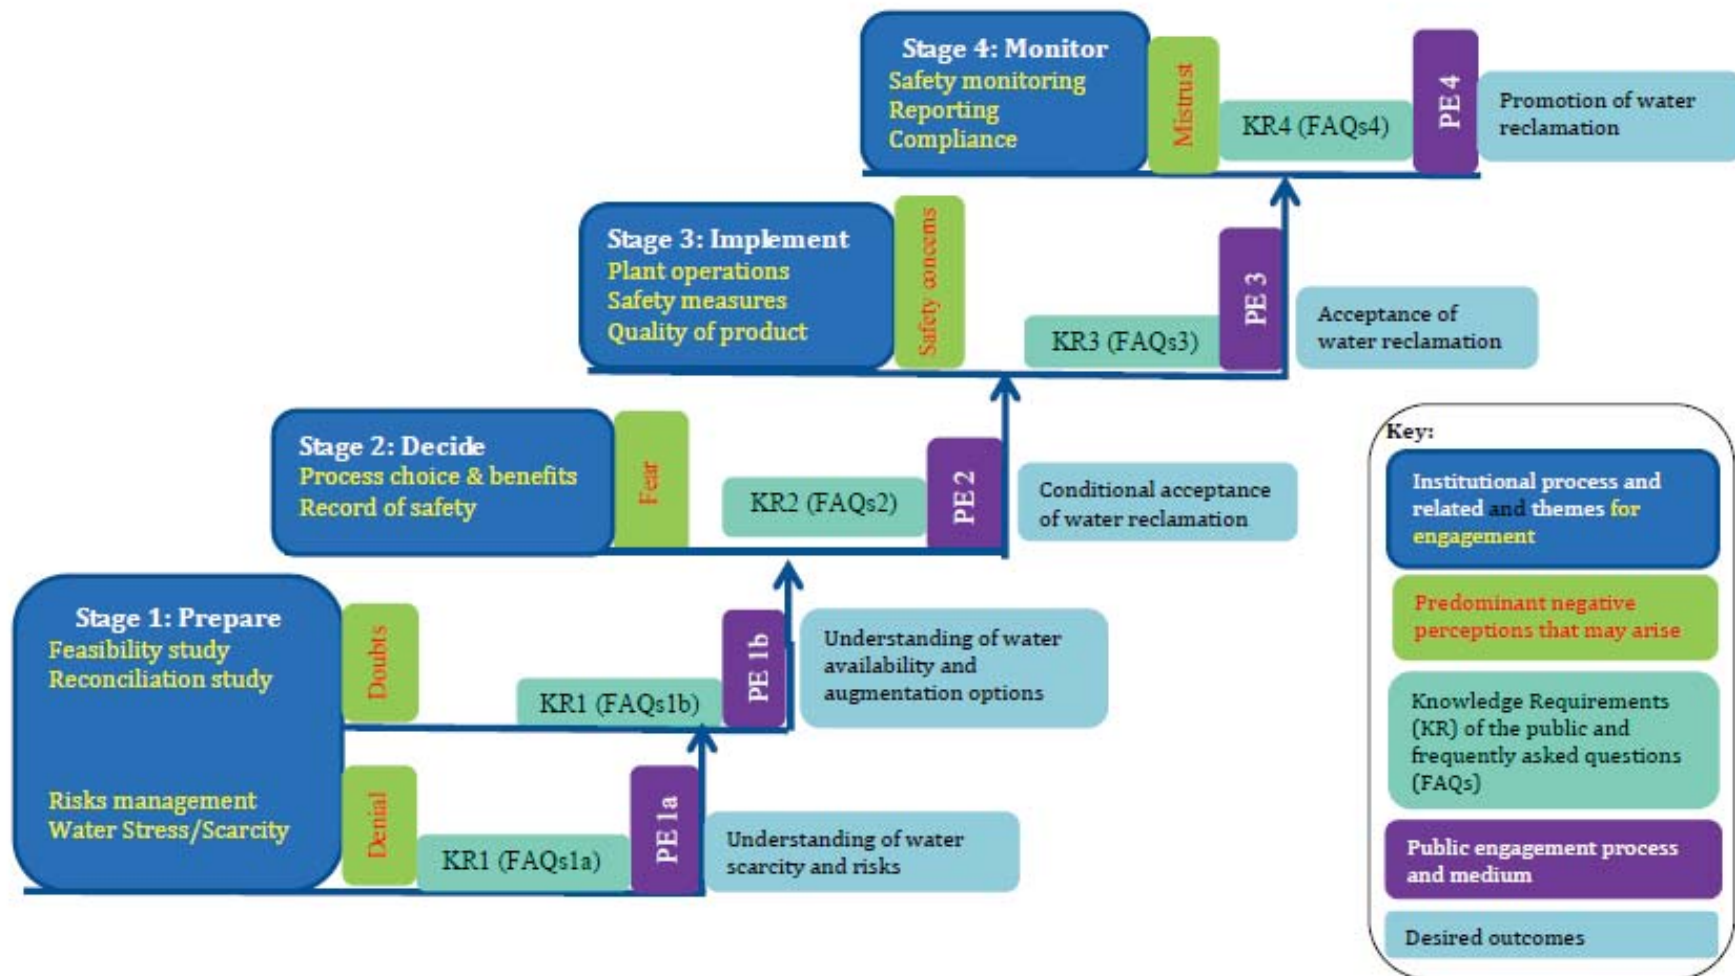 Stage 4: Monitor
Safety monitoring
Reporting
Compliance
Mistrust
KR4 (FAQs4)
PE 4
Promotion of water
reclamation
Stage 3: Implement
Plant operations
Safety measures
Quality of product
Safety concerns
KR3 (FAQs3)
PE 3
Acceptance of
water reclamation
Stage 2: Decide
Process choice & benefits
Record of safety
Fear
KR2 (FAQs2)
PE 2
Conditional acceptance
of water reclamation
Stage 1: Prepare
Feasibility study
Reconciliation study
Doubts
KR1 (FAQs1b)
PE 1b
Understanding of water
availability and
augmentation options
Risks management
Water Stress/Scarcity
Denial
KR1 (FAQs1a)
PE 1a
Understanding of water
scarcity and risks
Key:
Institutional process and
related and themes for
engagement
Predominant negative
perceptions that may arise
Knowledge Requirements
(KR) of the public and
frequently asked questions
(FAQs)
Public engagement process
and medium
Desired outcomes